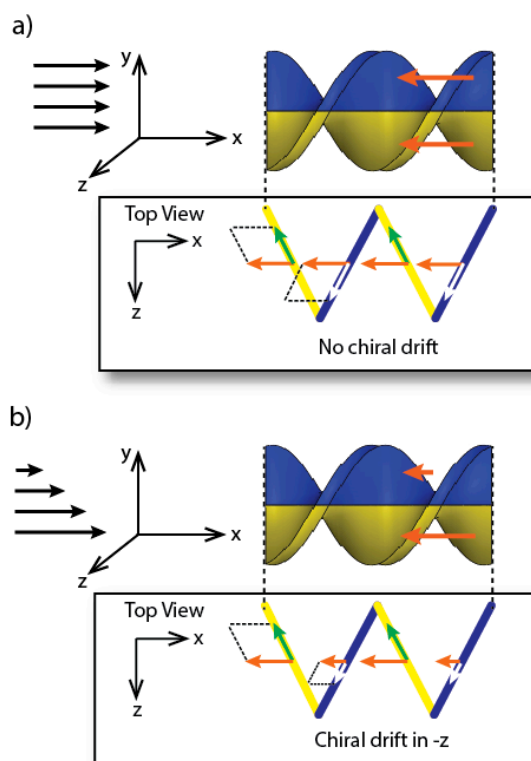 a)
y
x
z
Top View
x
z
No chiral drift
b)
y
x
z
Top View
x
z
Chiral drift in -z